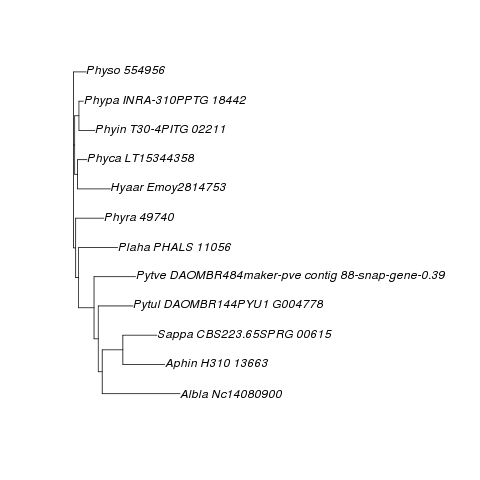 Physo 554956
Phypa INRA-310PPTG 18442
Phyin T30-4PITG 02211
Phyca LT15344358
Hyaar Emoy2814753
Phyra 49740
Plaha PHALS 11056
Pytve DAOMBR484maker-pve contig 88-snap-gene-0.39
Pytul DAOMBR144PYU1 G004778
Sappa CBS223.65SPRG 00615
Aphin H310 13663
Albla Nc14080900